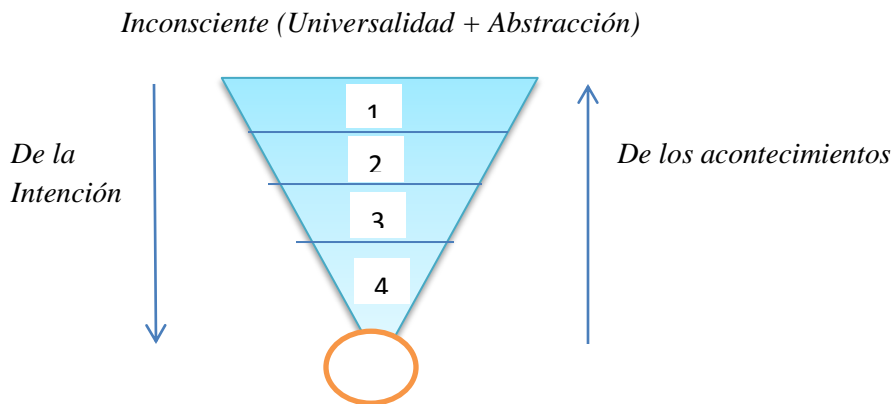 Inconsciente (Universalidad + Abstracción)
1
De la
Intención
2
De los acontecimientos
3
4